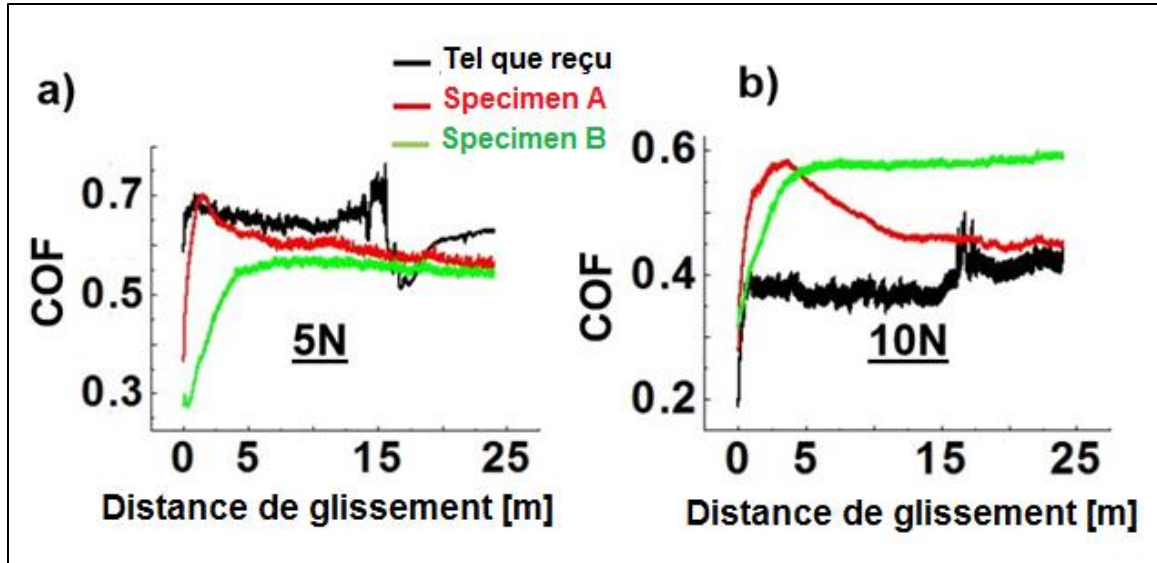 a)
Tel que reçu
Specimen A
Specimen B
0.7
0.5
0.3
COF
5N
0 5 15 25
Distance de glissement [m]
b)
0.6
0.4
0.2
COF
10N
0 5 15 25
Distance de glissement [m]